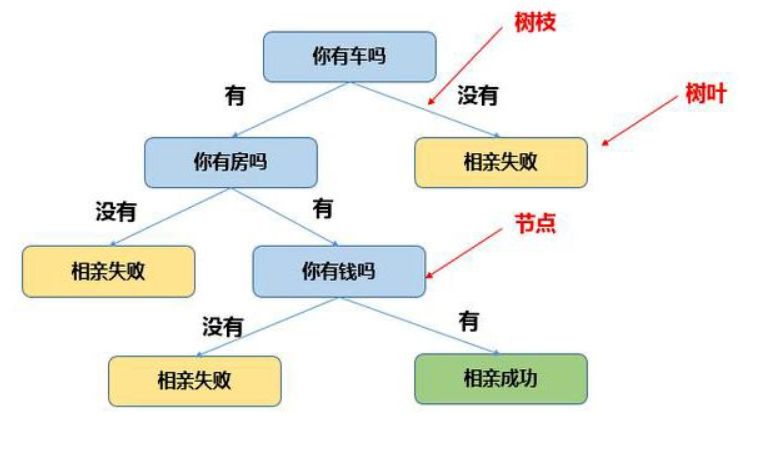 树枝
你有车吗
有
没有
树叶
你有房吗
相亲失败
没有
有
节点
相亲失败
你有钱吗
没有
有
相亲失败
相亲成功